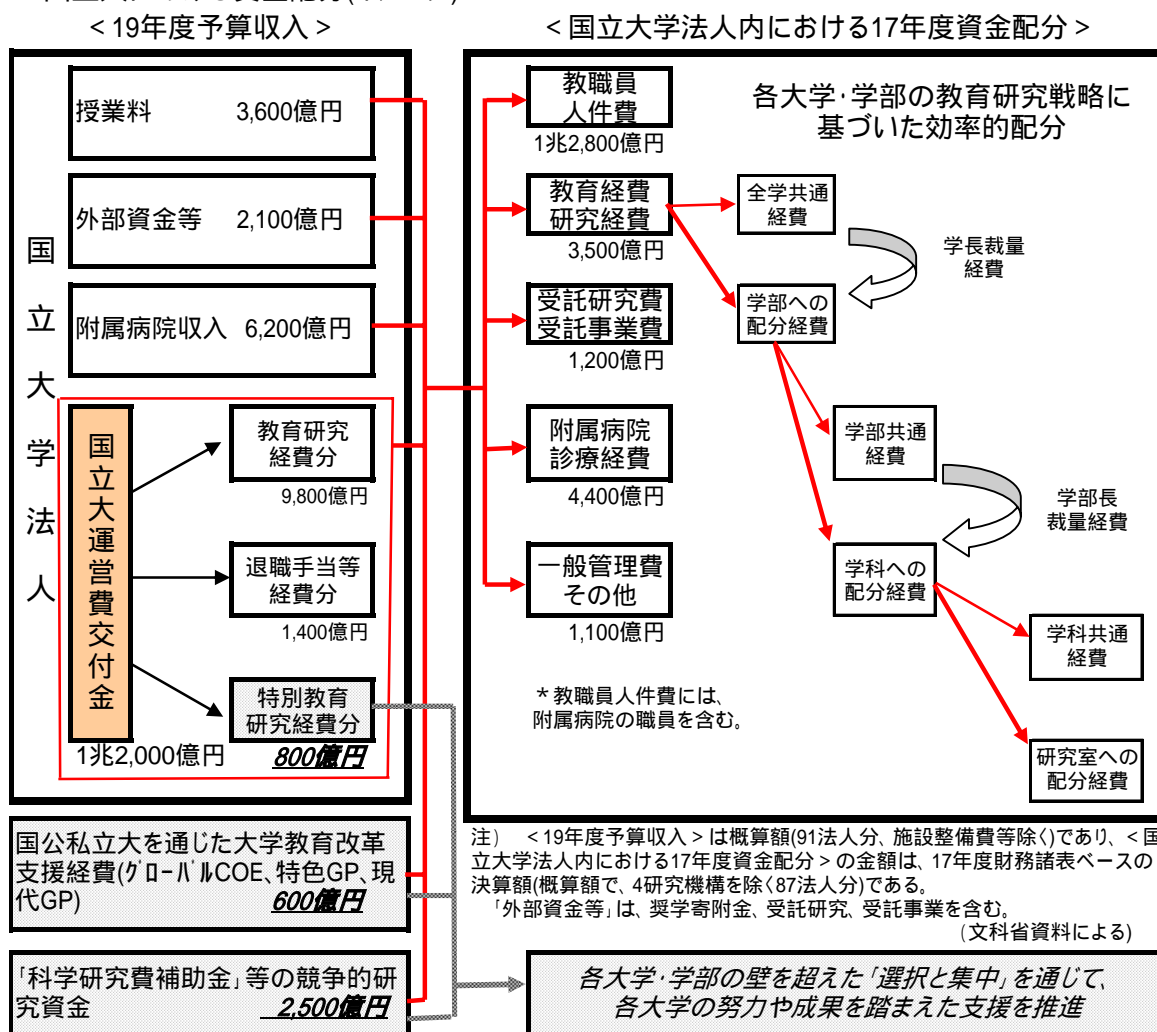 ＜19年度予算収入＞
授業料 3,600億円
外部資金等 2,100億円
附属病院収入 6,200億円
国立大学法人
国立大運営費交付金
1兆2,000億円
教育研究
経費分
9,800億円
退職手当等
経費分
1,400億円
特別教育
研究経費分
800億円
国公私立大を通じた大学教育改革
支援経費(ｸﾞﾛｰﾊﾞﾙCOE､特色GP､現
代GP) 600億円
｢科学研究費補助金｣等の競争的研
究資金 2,500億円
＜国立大学法人内における17年度資金配分＞
各大学･学部の教育研究戦略に
基づいた効率的配分
教職員
人件費
1兆2,800億円
教育経費
研究経費
3,500億円
受託研究費
受託事業費
1,200億円
附属病院
診療経費
4,400億円
一般管理費
その他
1,100億円
＊教職員人件費には､
附属病院の職員を含む。
全学共通
経費
学長裁量
経費
学部への
配分経費
学部共通
経費
学部長
裁量経費
学科への
配分経費
学科共通
経費
研究室への
配分経費
注） ＜19年度予算収入＞は概算額(91法人分､施設整備費等除く)であり､＜国
立大学法人内における17年度資金配分＞の金額は､17年度財務諸表ベースの
決算額(概算額で､4研究機構を除く87法人分)である。
｢外部資金等｣は､奨学寄附金､受託研究､受託事業を含む。
(文科省資料による)
各大学･学部の壁を超えた｢選択と集中｣を通じて､
各大学の努力や成果を踏まえた支援を推進